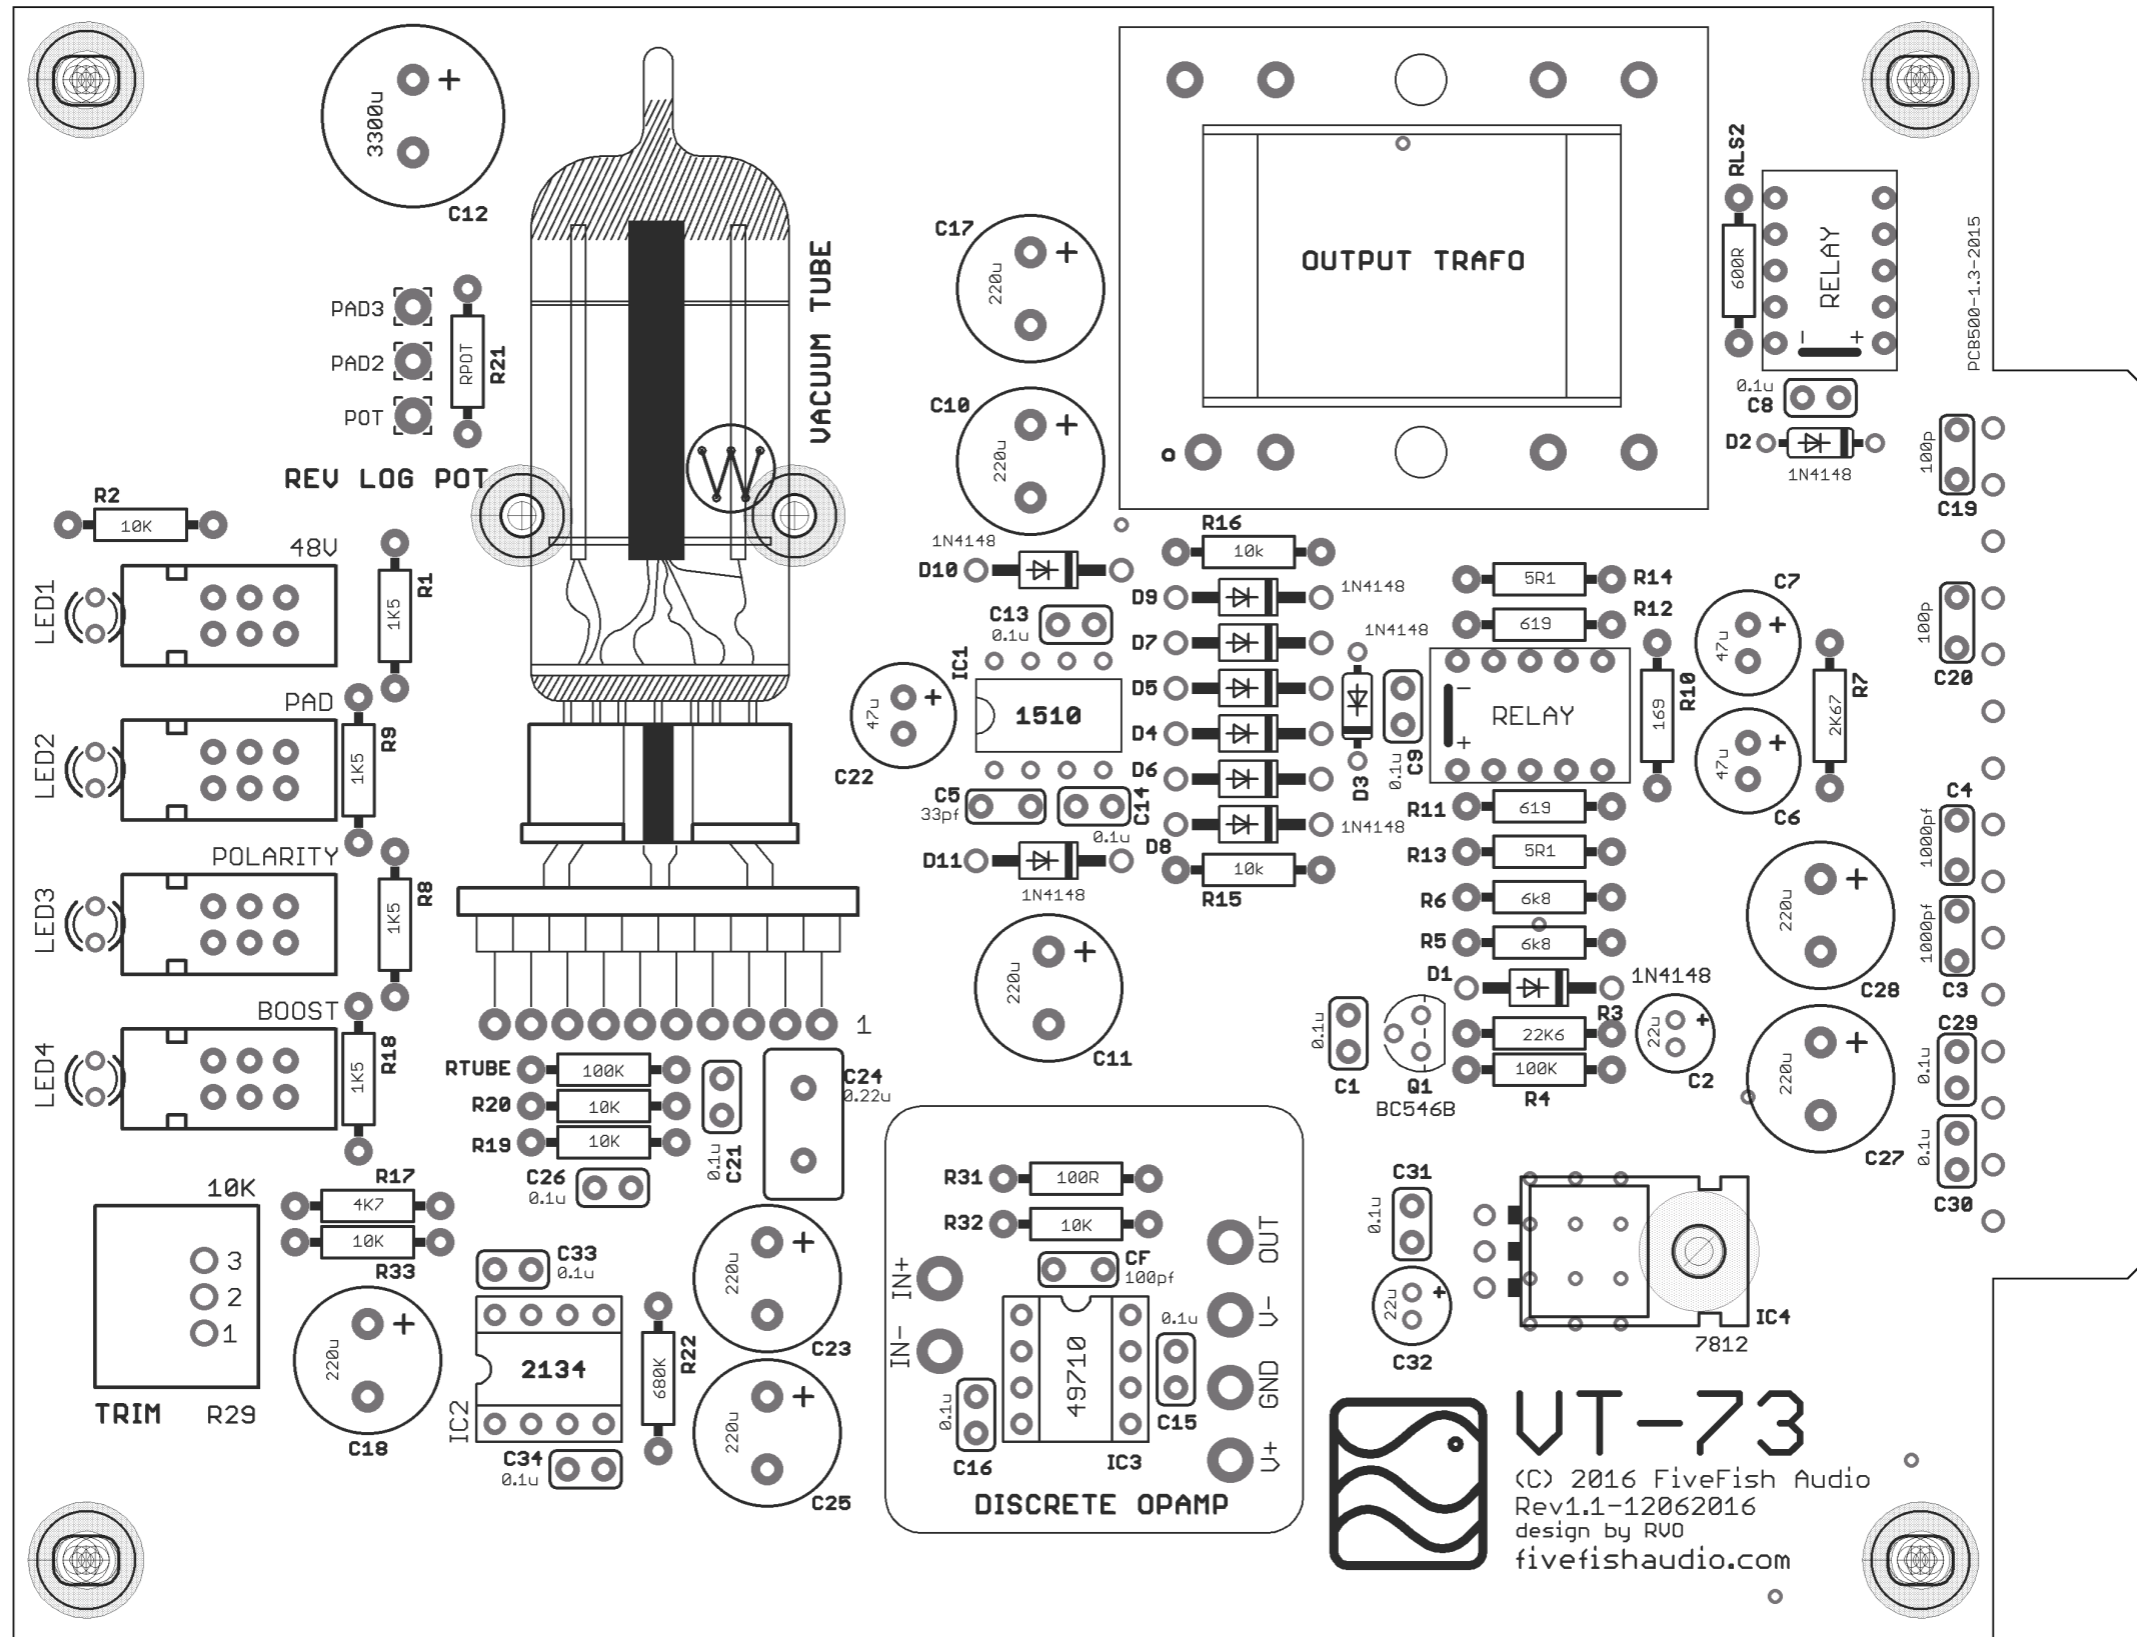 3300u
+
C12
PAD3
PAD2
POT
RPOT
R21
REV LOG POT
VACUUM TUBE
W
C17
220u
+
C10
220u
+
OUTPUT TRAFO
RLS2
600R
RELAY
- +
PCB500-1.3-2015
0.1u
C8
D2
1N4148
100p
C19
100p
C20
R2
10K
48V
LED1
R1
1K5
PAD
LED2
R9
1K5
POLARITY
LED3
R8
1K5
BOOST
LED4
R18
1K5
1N4148
D10
C13
0.1u
IC1
1510
47u
+
C22
C5
33pf
C14
0.1u
D11
1N4148
R16
10k
D9
1N4148
D7
D5
D4
D6
D8
1N4148
R15
10k
1N4148
D3
0.1u
C9
5R1
R14
R12
619
RELAY
-
+
R10
169
C7
47u
+
C6
47u
+
R7
2K67
R11
619
R13
5R1
R6
6k8
R5
6k8
D1
1N4148
R3
22K6
100K
R4
22u
+
C2
0.1u
C1
Q1
BC546B
220u
+
C28
220u
+
C27
C4
1000pf
1000pf
C3
C29
0.1u
0.1u
C30
220u
+
C11
1
RTUBE
100K
R20
10K
R19
10K
C26
0.1u
0.1u
C21
C24
0.22u
10K
3
2
1
TRIM
R29
R17
4K7
10K
R33
220u
+
C18
C33
0.1u
2134
IC2
C34
0.1u
680K
R22
220u
+
C23
220u
+
C25
R31
100R
R32
10K
CF
100pf
IN+
IN-
49710
IC3
0.1u
C15
0.1u
C16
OUT
V-
GND
V+
DISCRETE OPAMP
C31
0.1u
22u
+
C32
IC4
7812
VT-73
(C) 2016 FiveFish Audio
Rev1.1-12062016
design by RVO
fivefishaudio.com